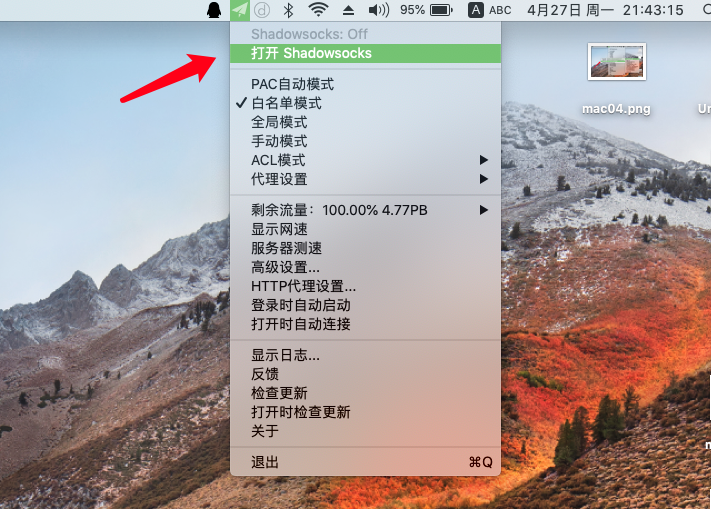 95% A ABC 4月27日 周一 21:43:15
Shadowsocks: Off
打开 Shadowsocks
PAC自动模式
白名单模式
全局模式
手动模式
ACL模式
代理设置
剩余流量：100.00% 4.77PB
显示网速
服务器测速
高级设置...
HTTP代理设置...
登录时自动启动
打开时自动连接
显示日志...
反馈
检查更新
打开时检查更新
关于
退出 ⌘Q
mac04.png